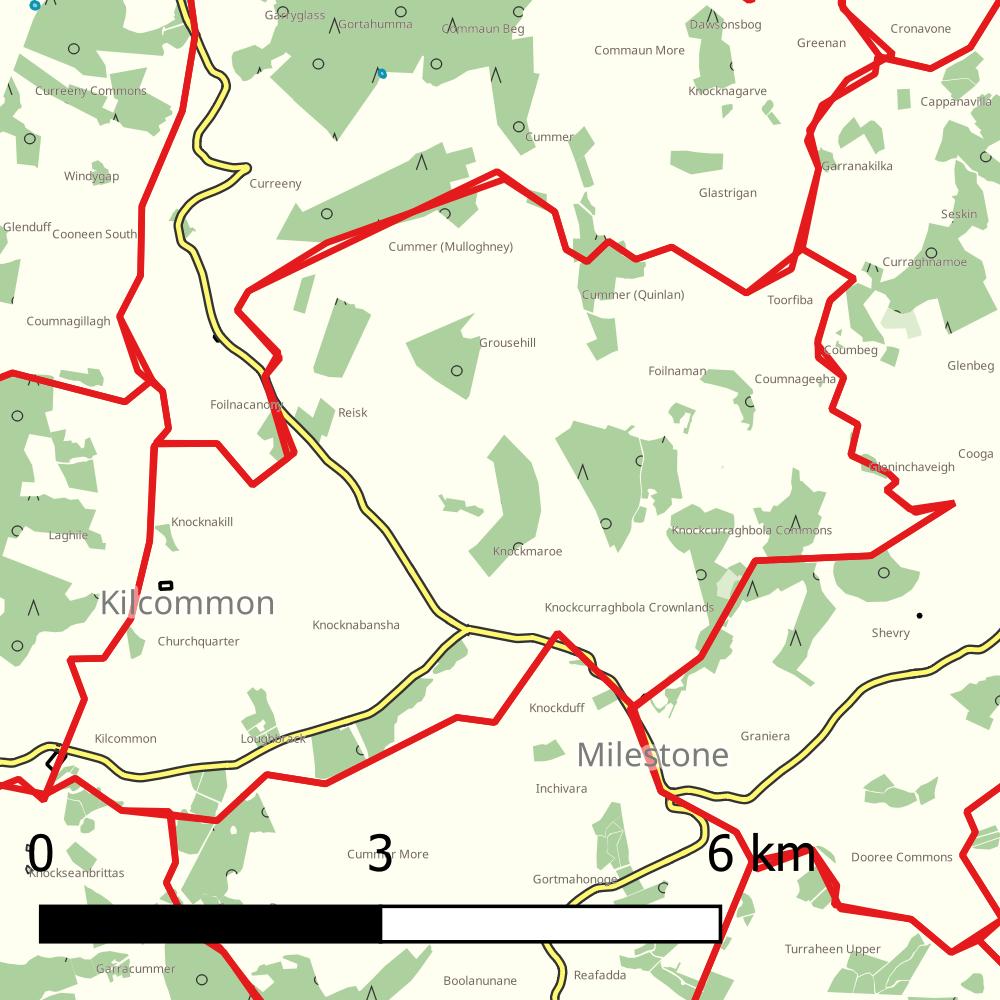 Garryglass
Gortahumma
Commaun Beg
Dawsonsbog
Cronavone
Greenan
Commaun More
Curreeny Commons
Knocknagarve
Cappanavilla
Cummer
Garranakilka
Windygap
Curreeny
Glastrigan
Seskin
Glenduff
Cooneen South
Cummer (Mulloghney)
Curraghnamoe
Cummer (Quinlan)
Toorfiba
Coumnagillagh
Grousehill
Coumbeg
Glenbeg
Foilnaman
Coumnageeha
Foilnacanony
Reisk
Cooga
Gleninchaveigh
Knocknakill
Knockcurraghbola Commons
Laghile
Knockmaroe
Kilcommon
Knockcurraghbola Crownlands
Knocknabansha
Shevry
Churchquarter
Knockduff
Kilcommon
Loughbrack
Graniera
Milestone
Inchivara
0 3 6 km
Cummer More
Dooree Commons
Knockseanbrittas
Gortmahonoge
Turraheen Upper
Garracummer
Reafadda
Boolanunane